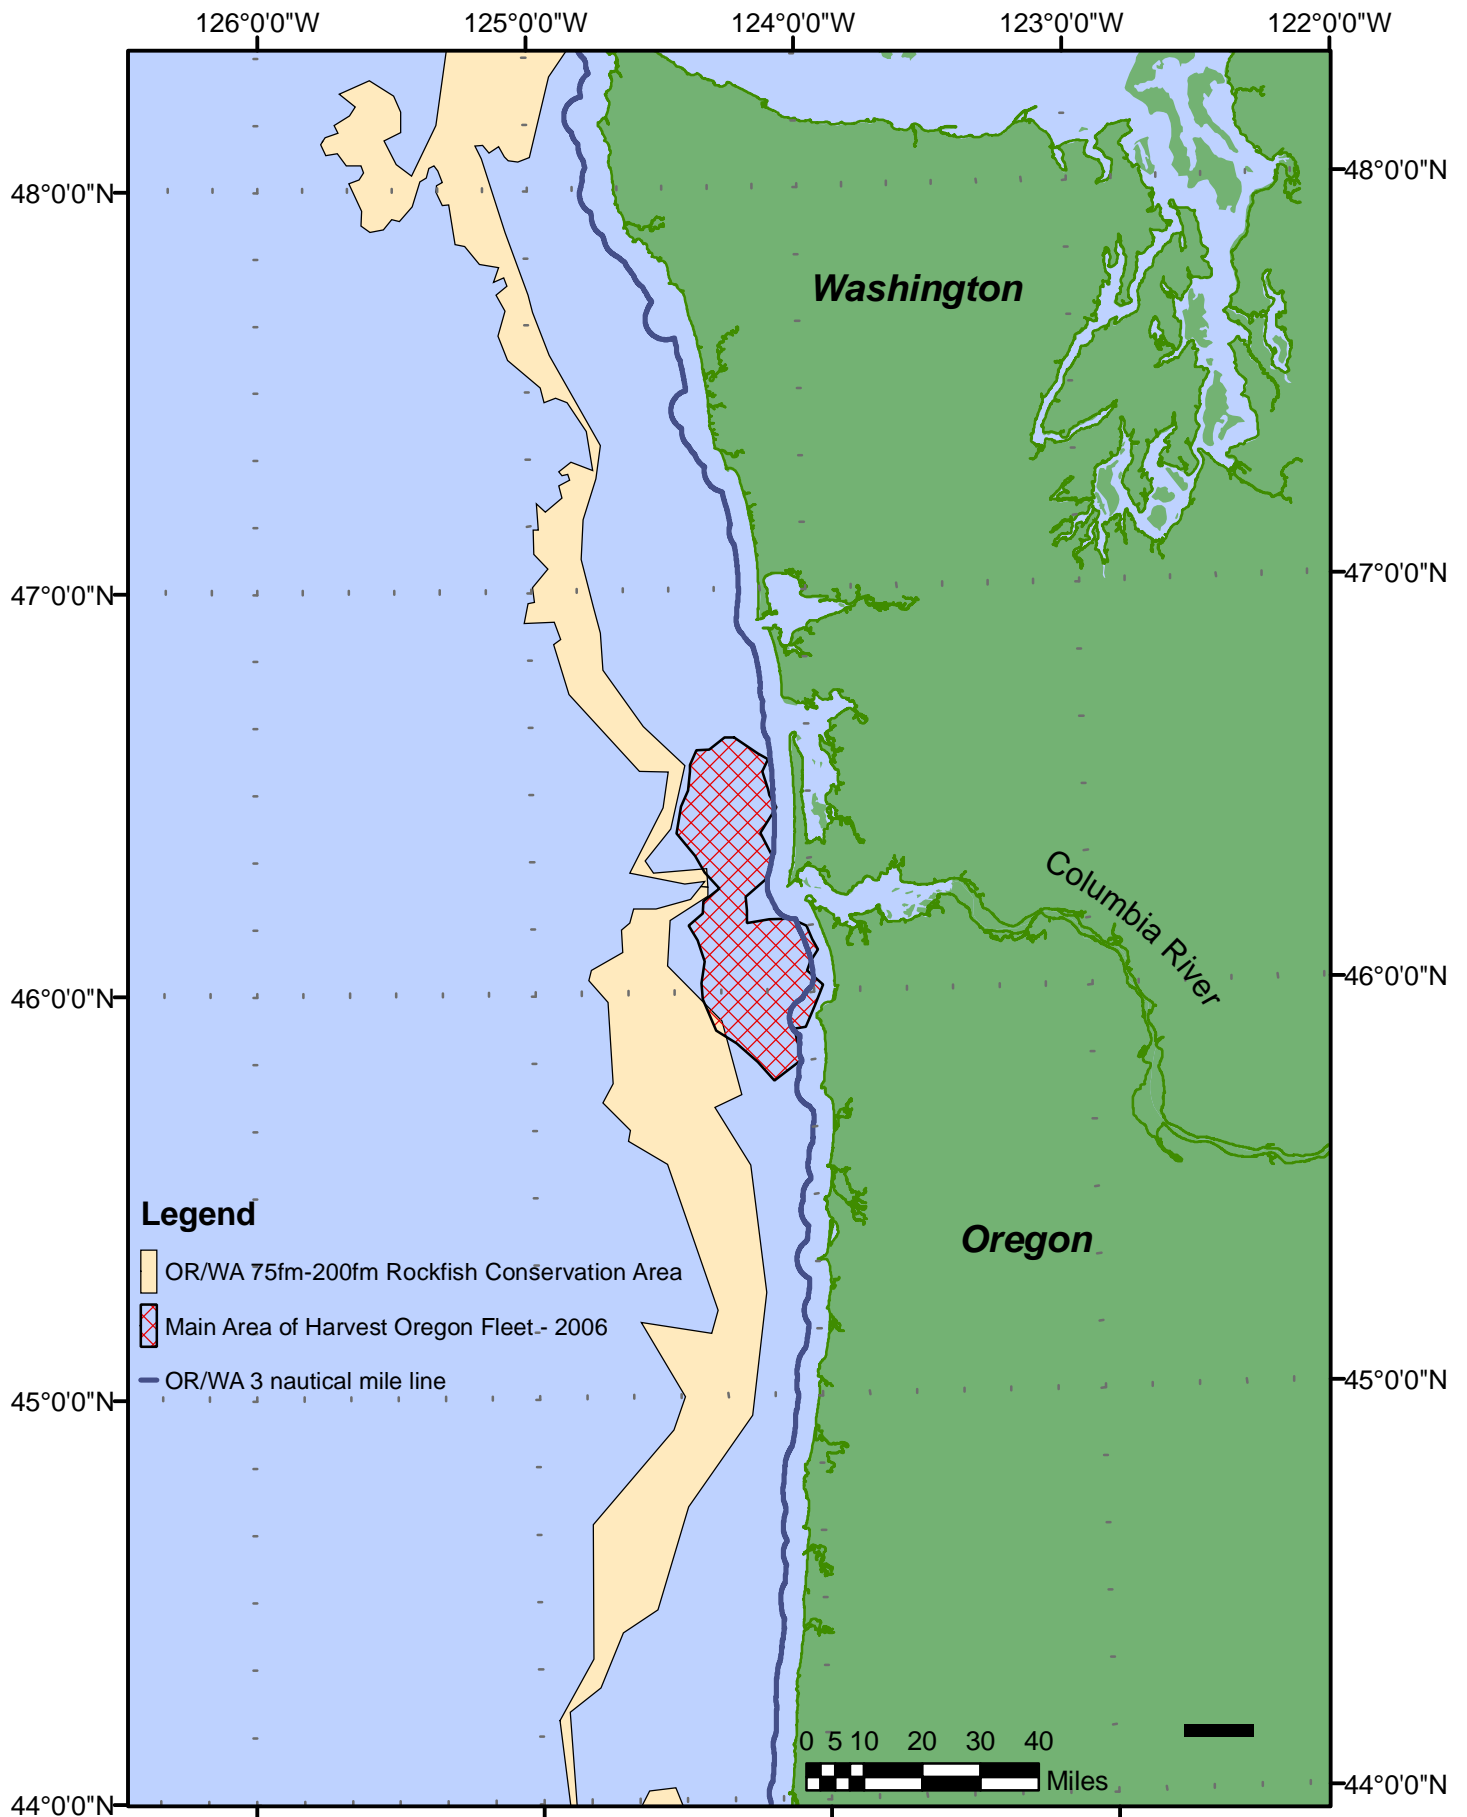 126°0'0"W 125°0'0"W 124°0'0"W 123°0'0"W 122°0'0"W
48°0'0"N 48°0'0"N
Washington
47°0'0"N 47°0'0"N
Columbia River
46°0'0"N 46°0'0"N
Legend
Oregon
OR/WA 75fm-200fm Rockfish Conservation Area
Main Area of Harvest Oregon Fleet - 2006
OR/WA 3 nautical mile line
45°0'0"N 45°0'0"N
0 5 10 20 30 40
Miles
44°0'0"N 44°0'0"N